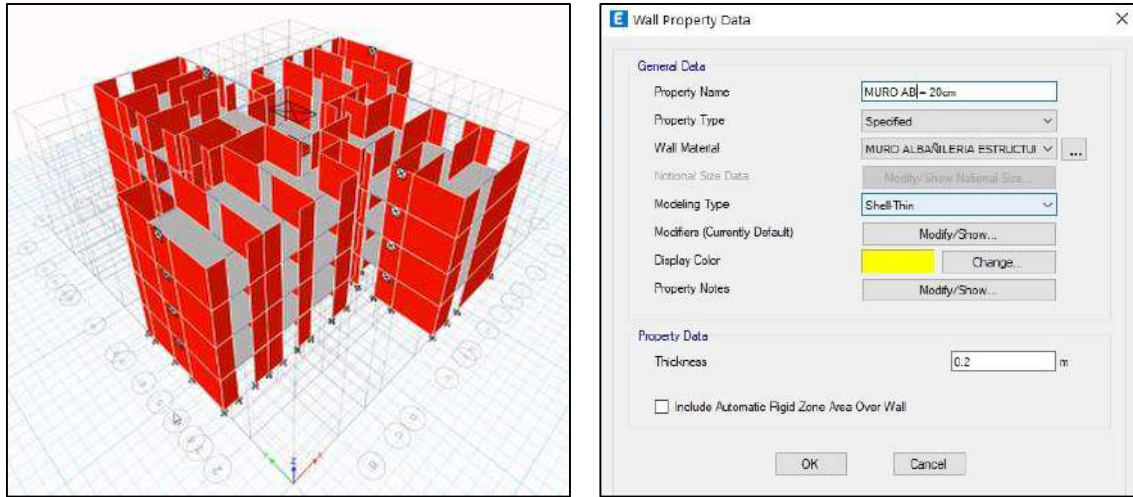 Wall Property Data
General Data
Property Name
MURO AB = 20cm
Property Type
Specified
Wall Material
MURO ALBAÑILERIA ESTRUCTUI
...
Notional Size Data
Modify/Show Notional Size...
Modeling Type
Shell-Thin
Modifiers (Currently Default)
Modify/Show...
Display Color
Change...
Property Notes
Modify/Show...
Property Data
Thickness
0.2
m
Include Automatic Rigid Zone Area Over Wall
OK
Cancel